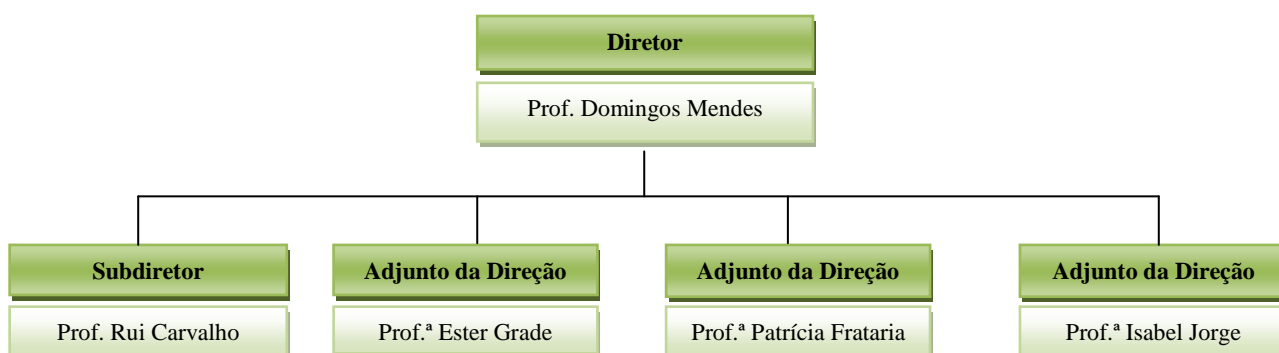 Diretor
Prof. Domingos Mendes
Subdiretor
Prof. Rui Carvalho
Adjunto da Direção
Prof.ª Ester Grade
Adjunto da Direção
Prof.ª Patrícia Frataria
Adjunto da Direção
Prof.ª Isabel Jorge